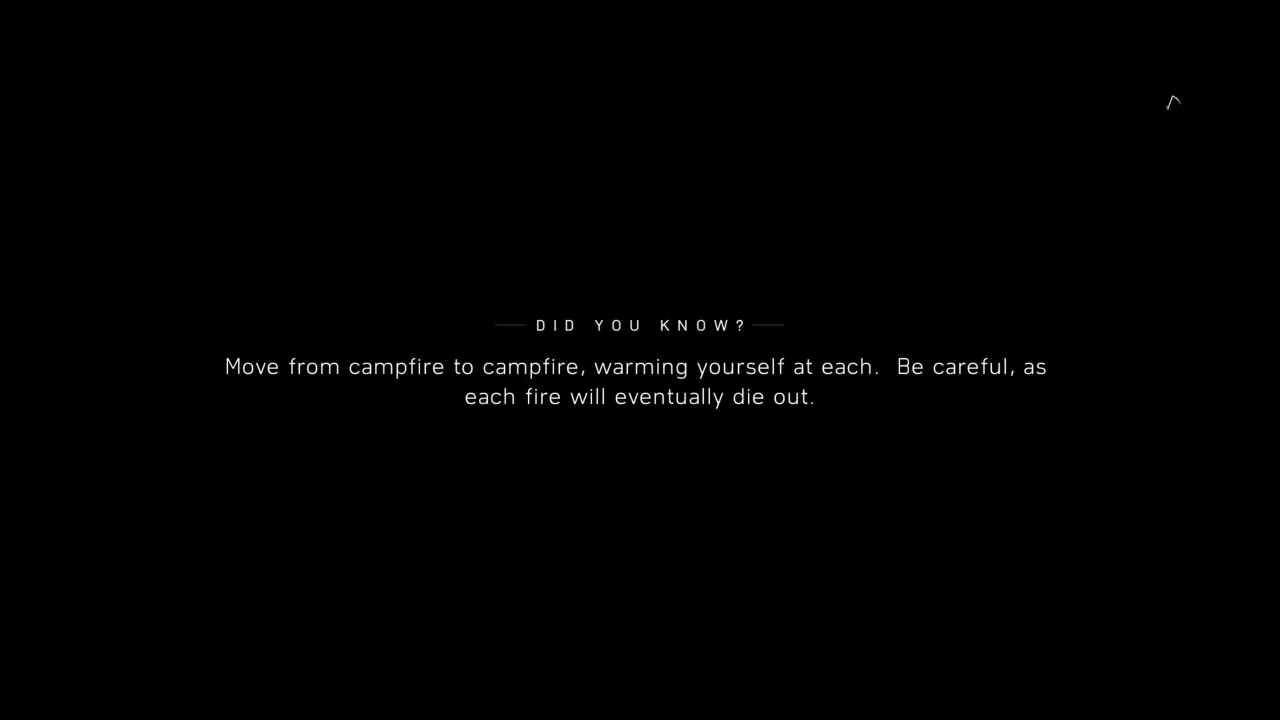 DID YOU KNOW?
Move from campfire to campfire, warming yourself at each.  Be careful, as
each fire will eventually die out.